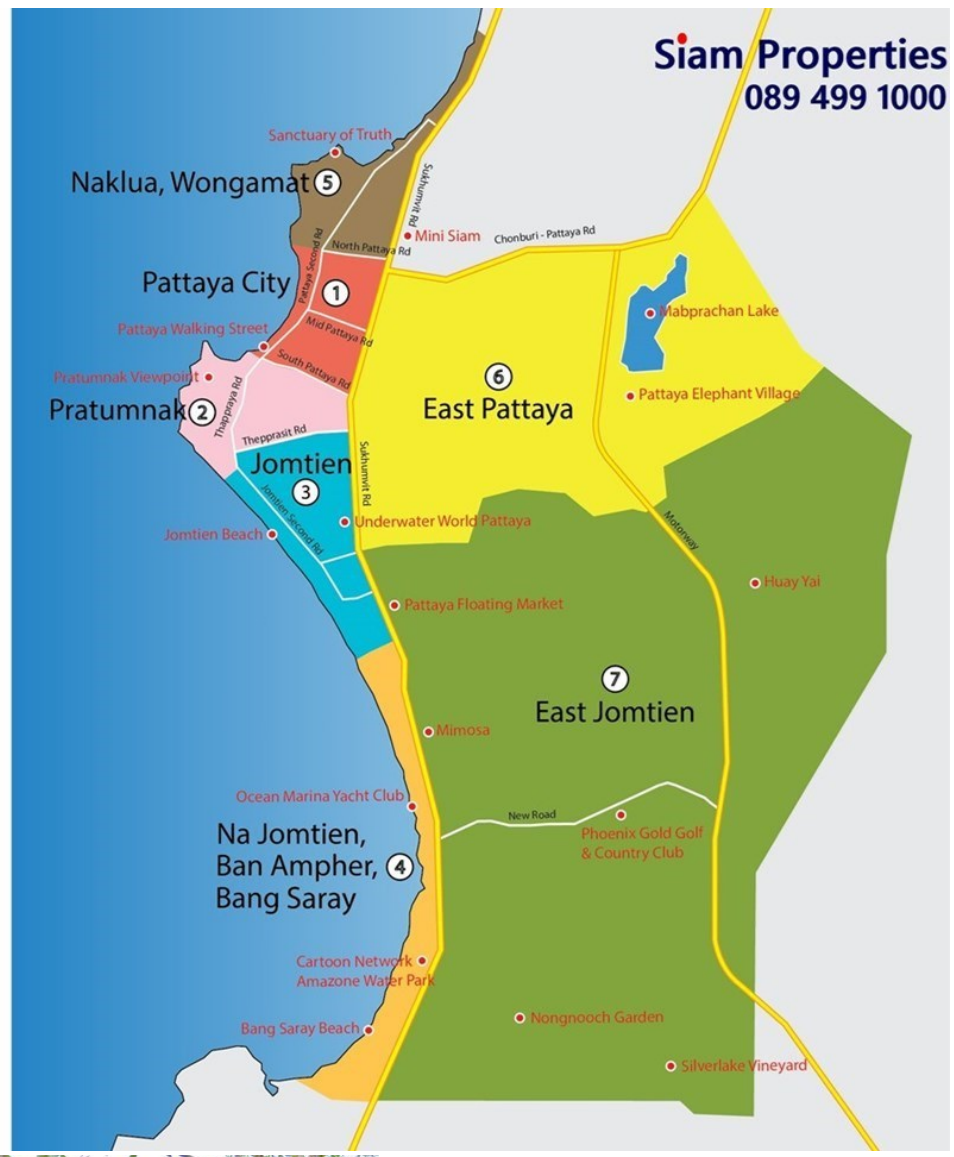 Siam Properties
089 499 1000
Sanctuary of Truth
Naklua, Wongamat 5
Sukhumvit Rd
Mini Siam
Chonburi - Pattaya Rd
North Pattaya Rd
Pattaya Second Rd
Pattaya City
1
Mabprachan Lake
Mid Pattaya Rd
Pattaya Walking Street
South Pattaya Rd
Pratumnak Viewpoint
6
Pattaya Elephant Village
Pratumnak 2
Thappraya Rd
East Pattaya
Thepprasit Rd
Sukhumvit Rd
Jomtien
3
Jomtien Second Rd
Underwater World Pattaya
Jomtien Beach
Motorway
Huay Yai
Pattaya Floating Market
7
East Jomtien
Mimosa
Ocean Marina Yacht Club
New Road
Na Jomtien,
Ban Ampher,
Bang Saray
4
Phoenix Gold Golf
& Country Club
Cartoon Network
Amazone Water Park
Nongnooch Garden
Bang Saray Beach
Silverlake Vineyard